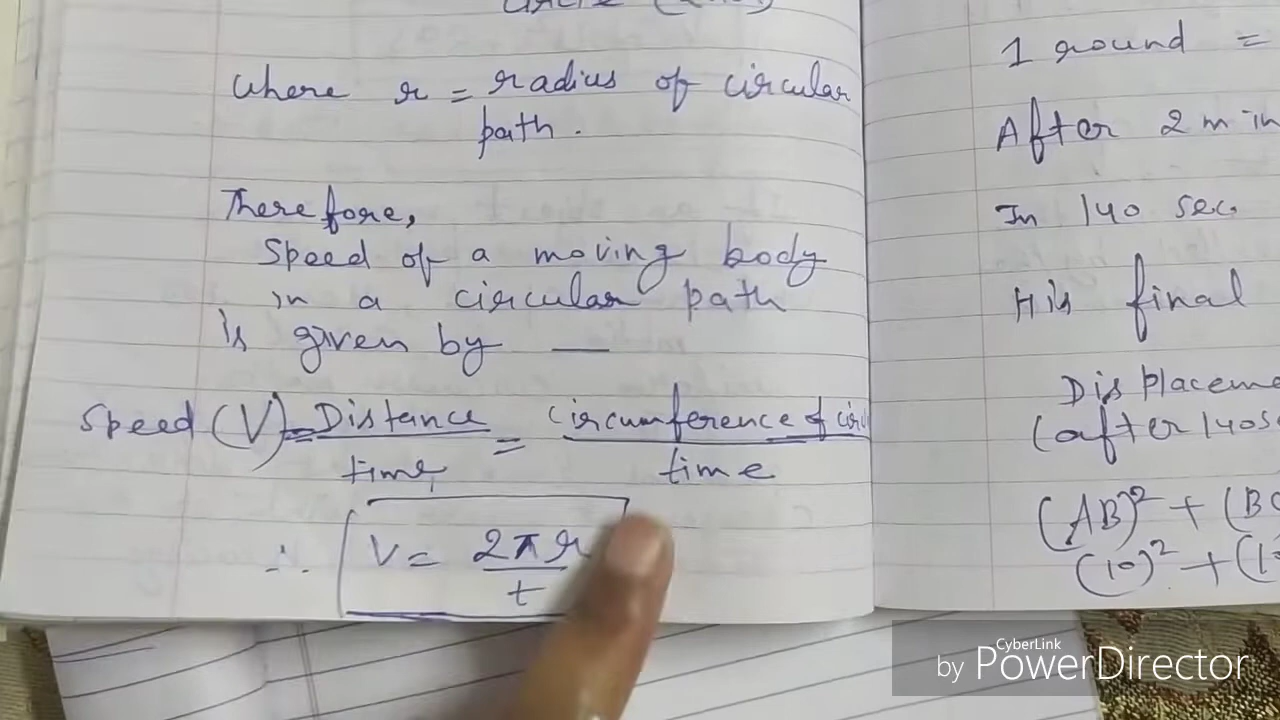 where r = radius of circular
path.
Therefore,
Speed of a moving body
in a circular path
is given by —
Speed (V) = Distance / time = circumference of / time
∴ V = 2πr / t
1 round =
After 2 min
In 140 sec
His final
(after 140s
(AB)² + (B
(10)² + (1
CyberLink
by PowerDirector